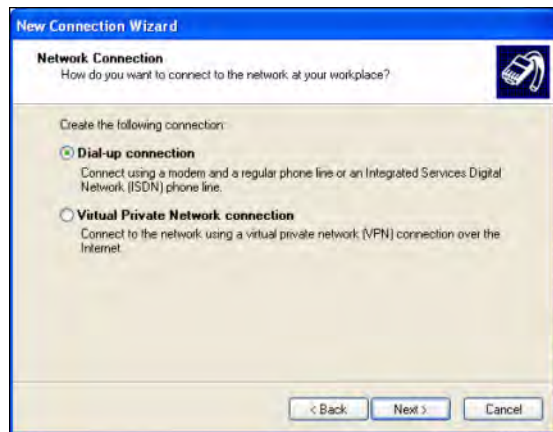 New Connection Wizard
Network Connection
How do you want to connect to the network at your workplace?
Create the following connection:
Dial-up connection
Connect using a modem and a regular phone line or an Integrated Services Digital
Network (ISDN) phone line.
Virtual Private Network connection
Connect to the network using a virtual private network (VPN) connection over the
Internet.
< Back
Next >
Cancel